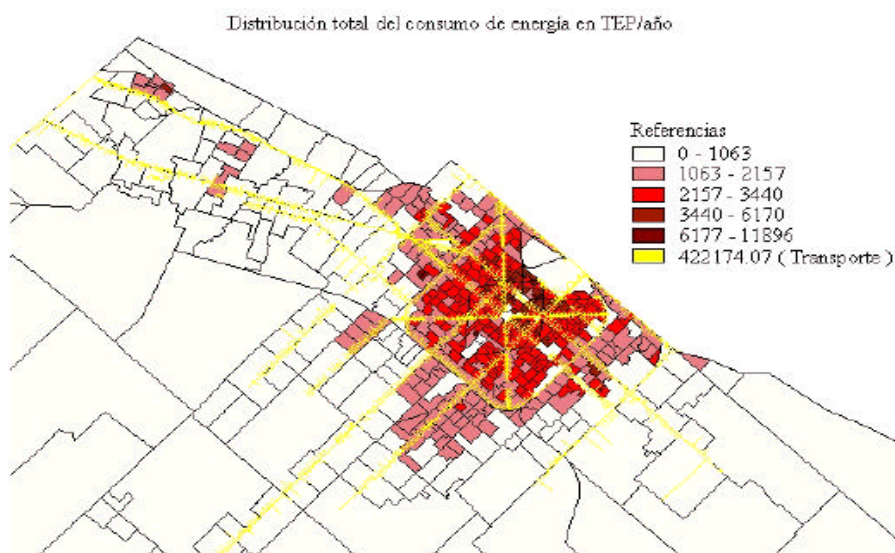 Distribución total del consumo de energía en TEP/año
Referencias
0 - 1063
1063 - 2157
2157 - 3440
3440 - 6170
6177 - 11896
422174.07 ( Transporte )